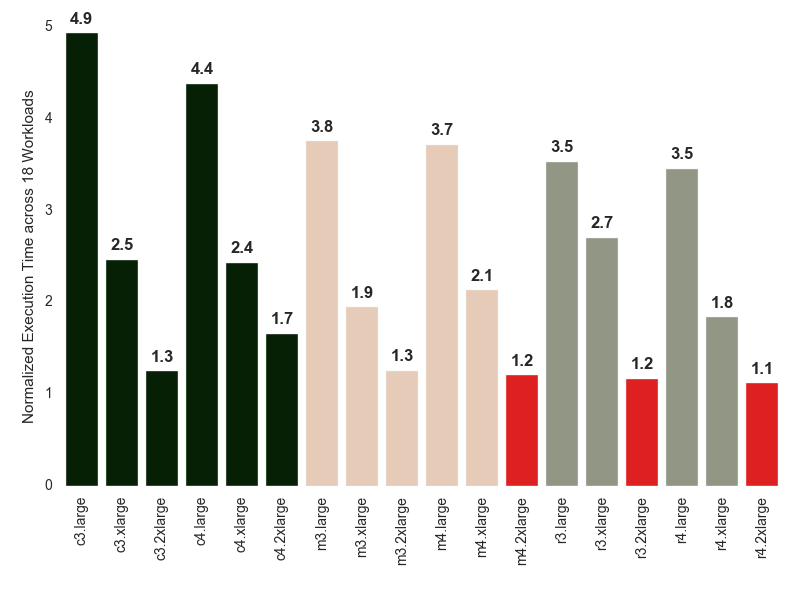 Normalized Execution Time across 18 Workloads
5
4
3
2
1
0
4.9
2.5
1.3
4.4
2.4
1.7
3.8
1.9
1.3
3.7
2.1
1.2
3.5
2.7
1.2
3.5
1.8
1.1
c3.large
c3.xlarge
c3.2xlarge
c4.large
c4.xlarge
c4.2xlarge
m3.large
m3.xlarge
m3.2xlarge
m4.large
m4.xlarge
m4.2xlarge
r3.large
r3.xlarge
r3.2xlarge
r4.large
r4.xlarge
r4.2xlarge